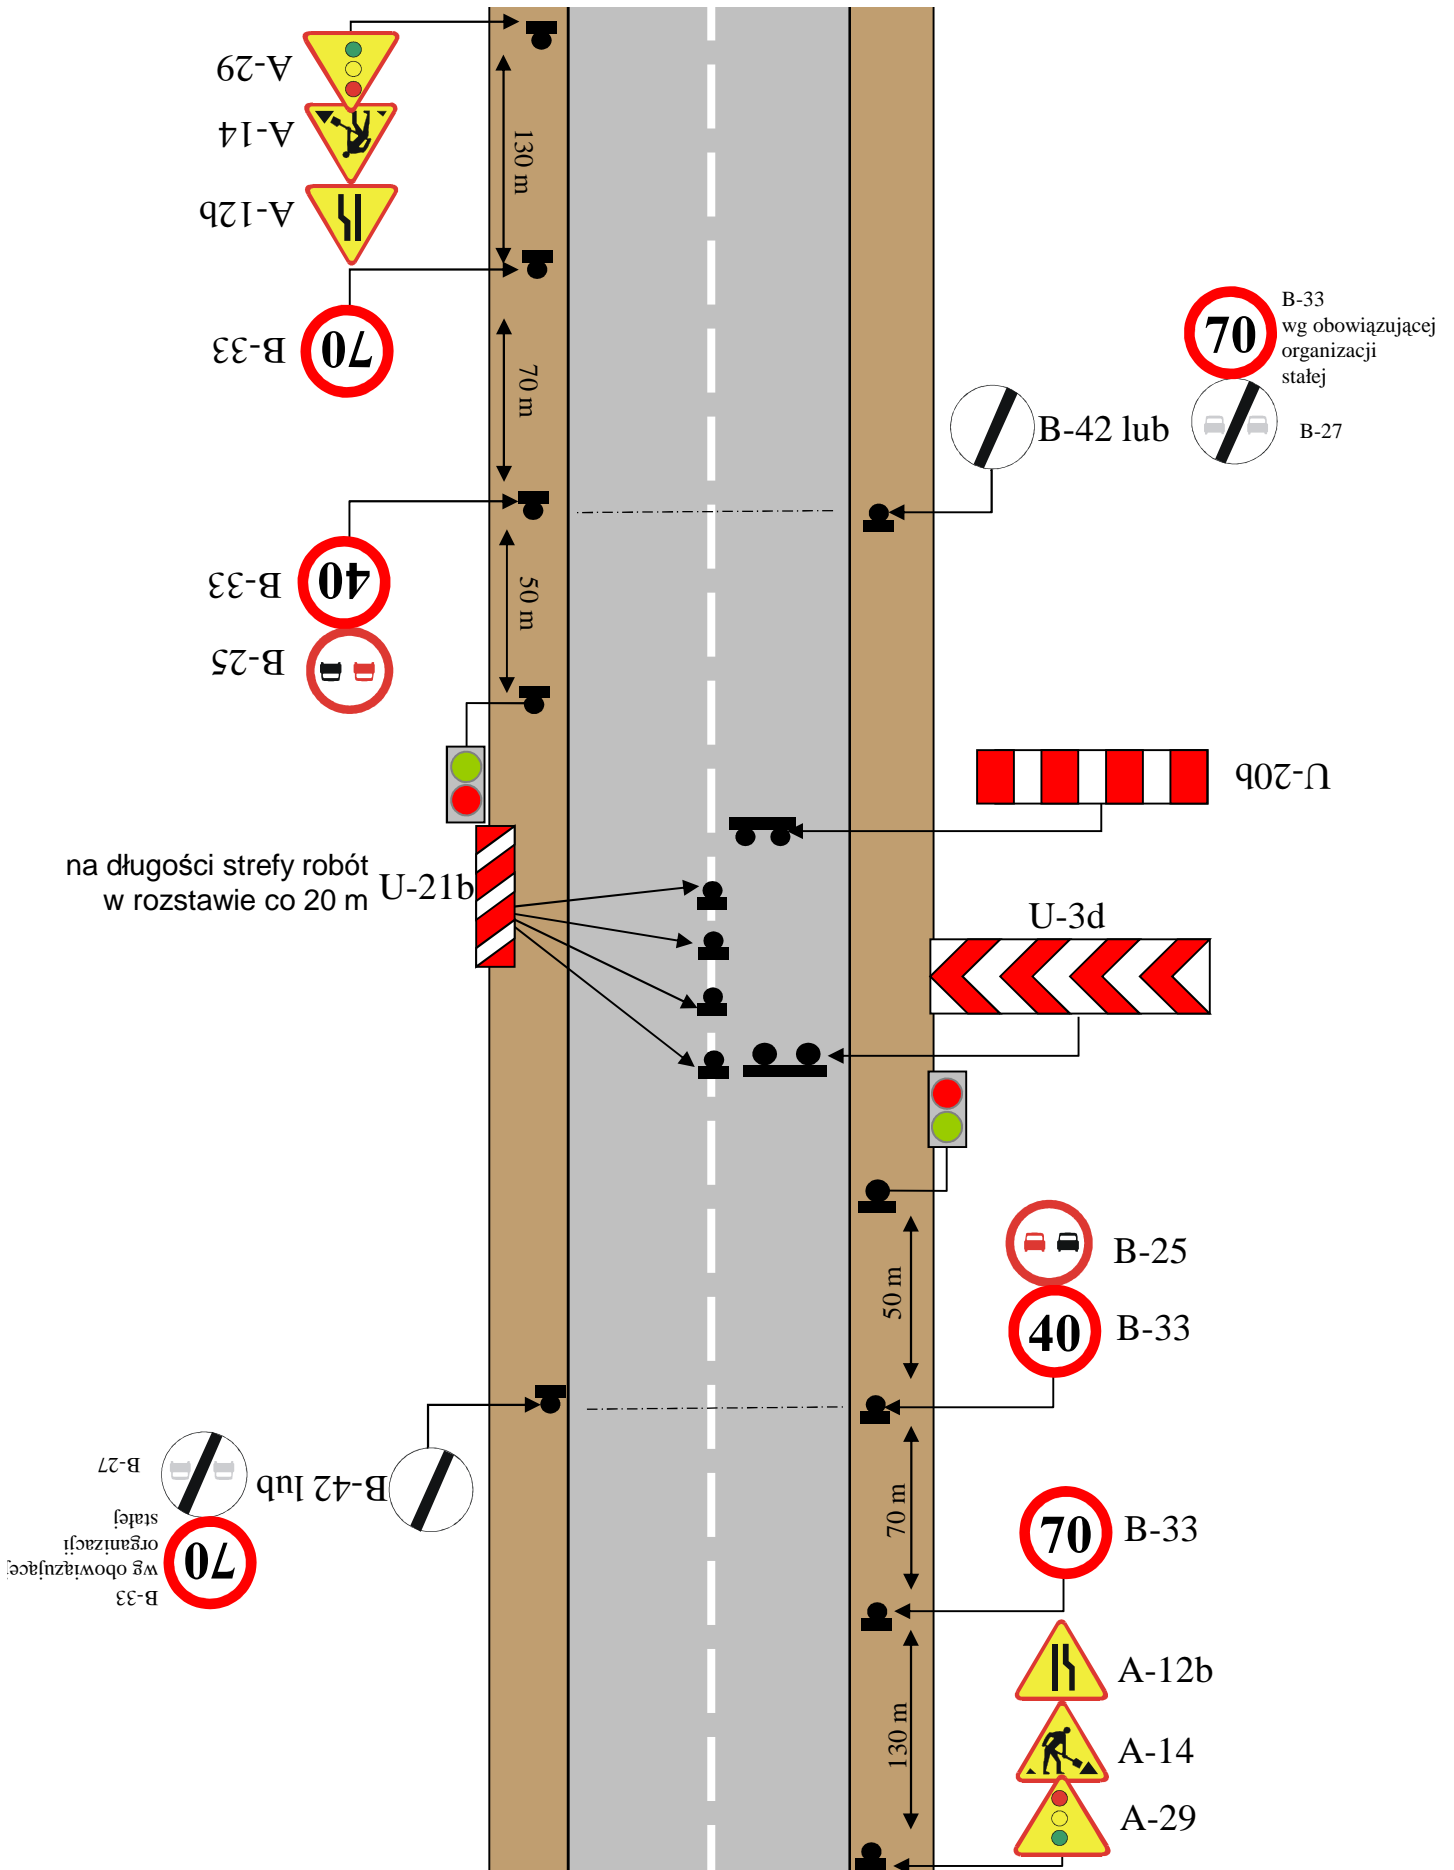 A-29
A-14
A-12b
130 m
B-33
70
70 m
B-33
40
B-25
50 m
70
B-33
wg obowiązującej
organizacji
stałej
B-42 lub
B-27
U-20b
na długości strefy robót
w rozstawie co 20 m
U-21b
U-3d
B-25
40
B-33
50 m
70 m
70
B-33
A-12b
130 m
A-14
A-29
B-42 lub
B-27
70
B-33
wg obowiązującej
organizacji
stałej